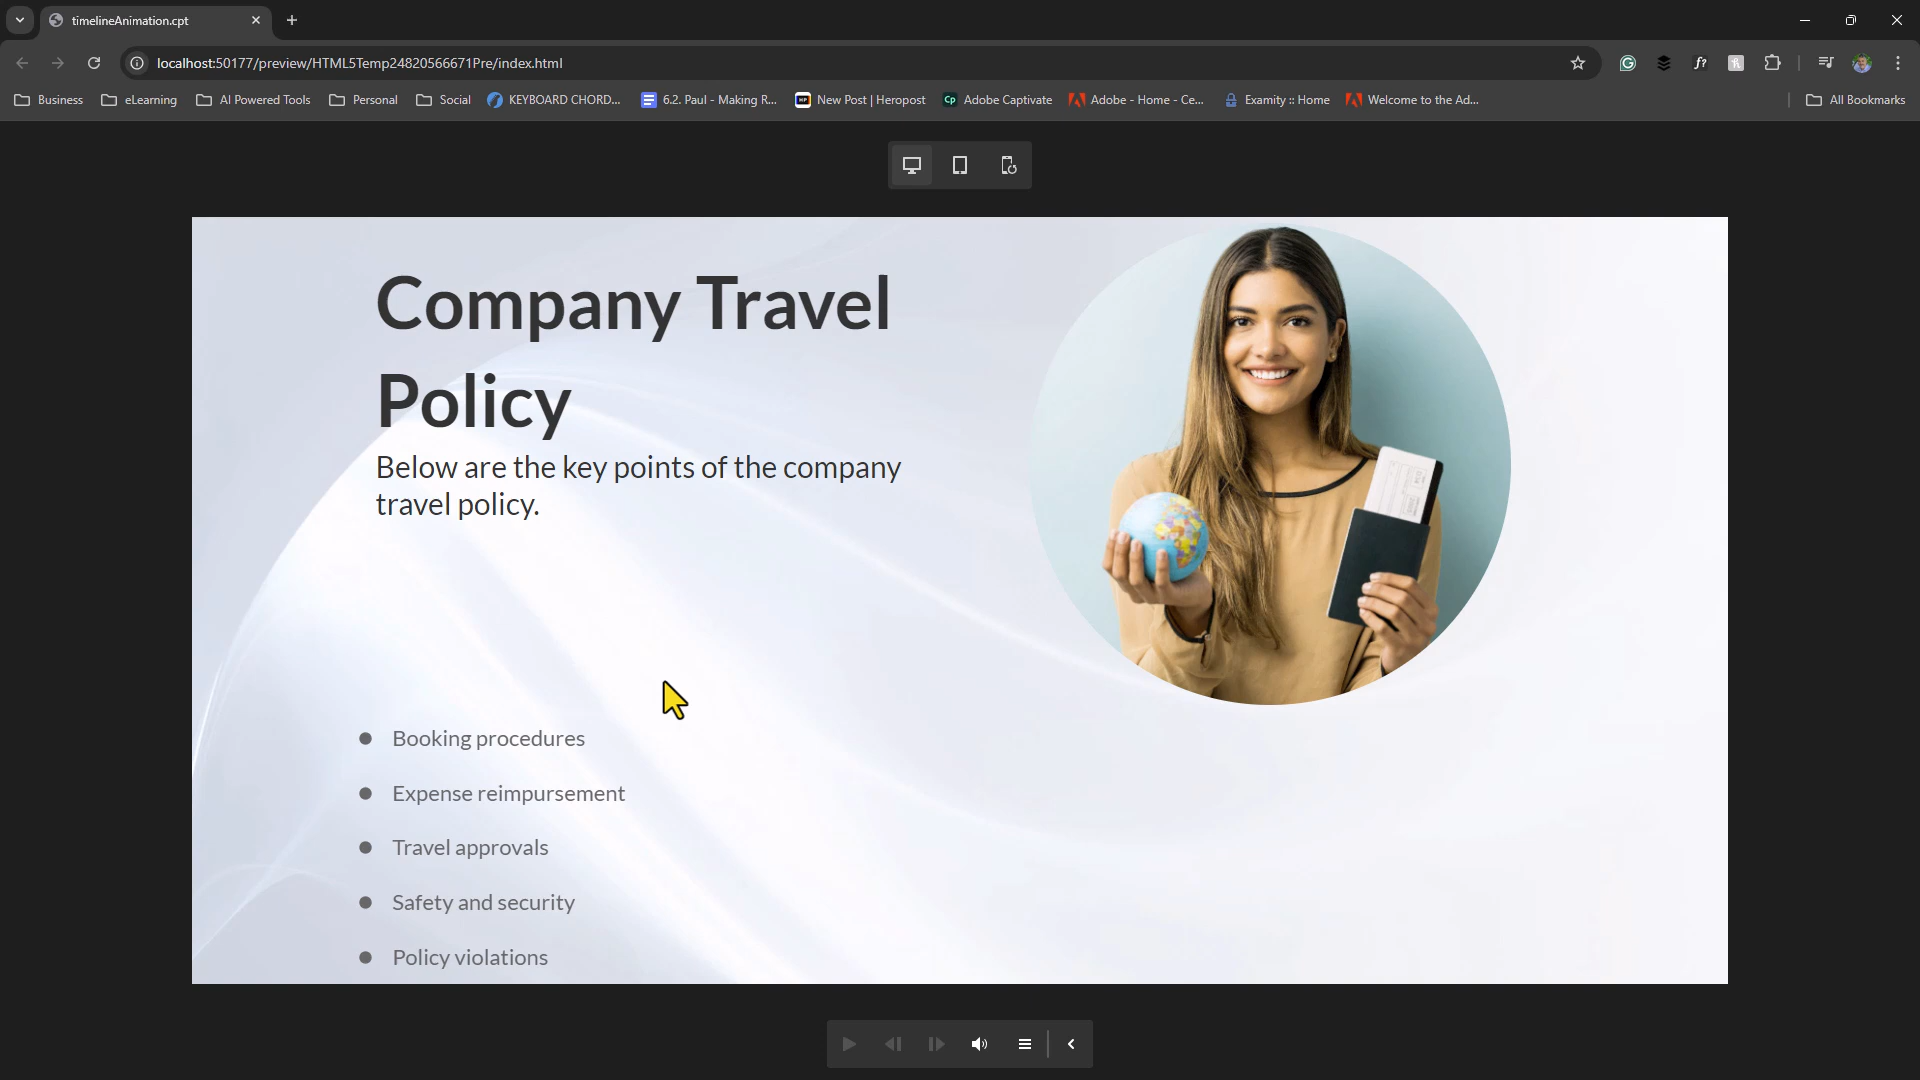 timelineAnimation.cpt
localhost:50177/preview/HTML5Temp24820566671Pre/index.html
Business
eLearning
AI Powered Tools
Personal
Social
KEYBOARD CHORD...
6.2. Paul - Making R...
New Post | Heropost
Adobe Captivate
Adobe - Home - Ce...
Examity :: Home
Welcome to the Ad...
All Bookmarks
Company Travel
Policy
Below are the key points of the company
travel policy.
Booking procedures
Expense reimpursement
Travel approvals
Safety and security
Policy violations